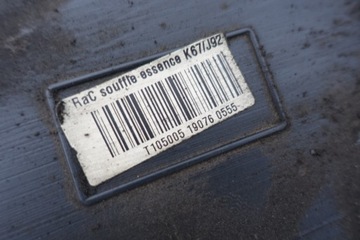 RaC souffle essence K67/J92
T105005 19076 0555